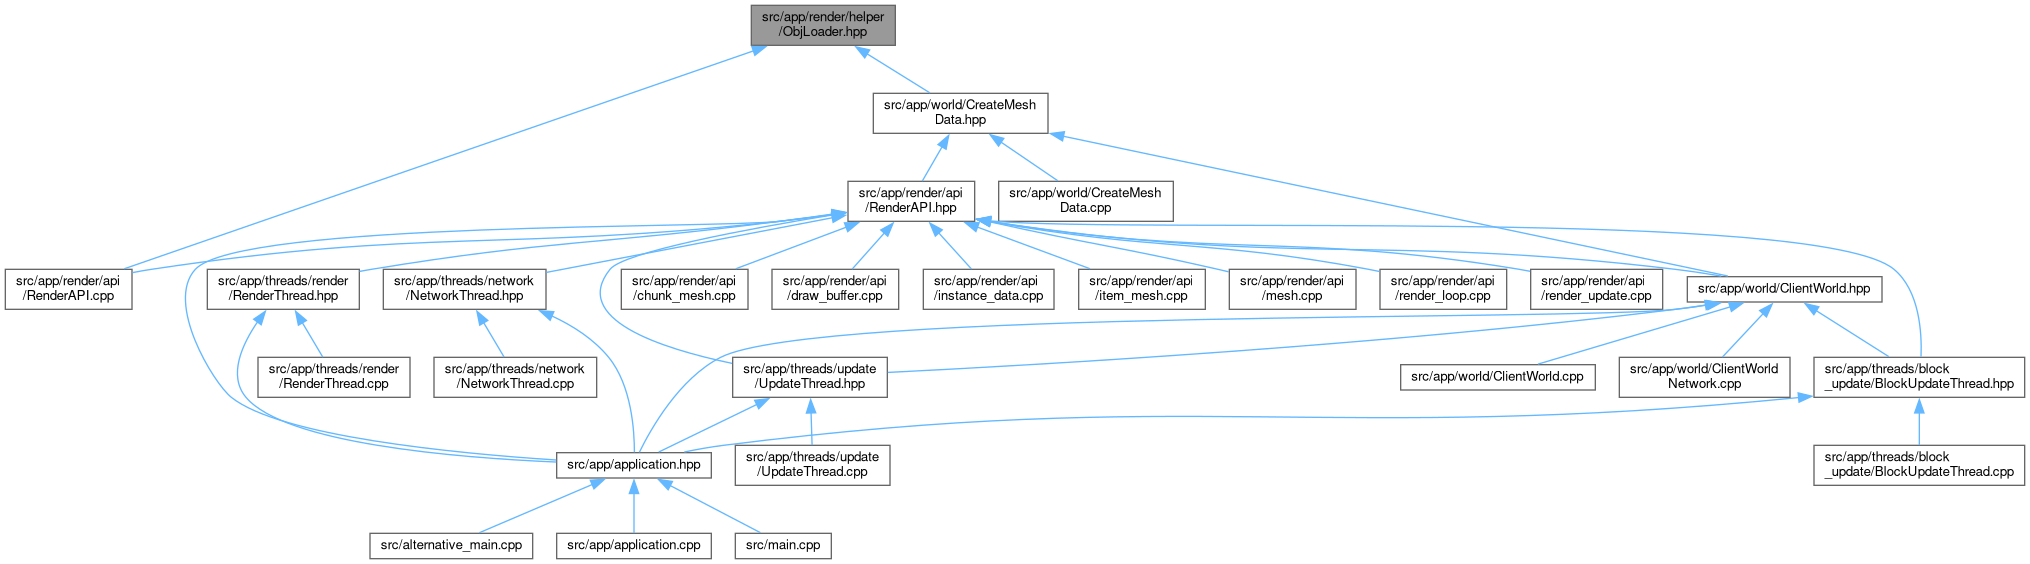 src/app/render/helper
/ObjLoader.hpp
src/app/world/CreateMesh
Data.hpp
src/app/render/api
/RenderAPI.hpp
src/app/world/CreateMesh
Data.cpp
src/app/render/api
/RenderAPI.cpp
src/app/threads/render
/RenderThread.hpp
src/app/threads/network
/NetworkThread.hpp
src/app/render/api
/chunk_mesh.cpp
src/app/render/api
/draw_buffer.cpp
src/app/render/api
/instance_data.cpp
src/app/render/api
/item_mesh.cpp
src/app/render/api
/mesh.cpp
src/app/render/api
/render_loop.cpp
src/app/render/api
/render_update.cpp
src/app/world/ClientWorld.hpp
src/app/threads/render
/RenderThread.cpp
src/app/threads/network
/NetworkThread.cpp
src/app/threads/update
/UpdateThread.hpp
src/app/world/ClientWorld.cpp
src/app/world/ClientWorld
Network.cpp
src/app/threads/block
_update/BlockUpdateThread.hpp
src/app/application.hpp
src/app/threads/update
/UpdateThread.cpp
src/app/threads/block
_update/BlockUpdateThread.cpp
src/alternative_main.cpp
src/app/application.cpp
src/main.cpp